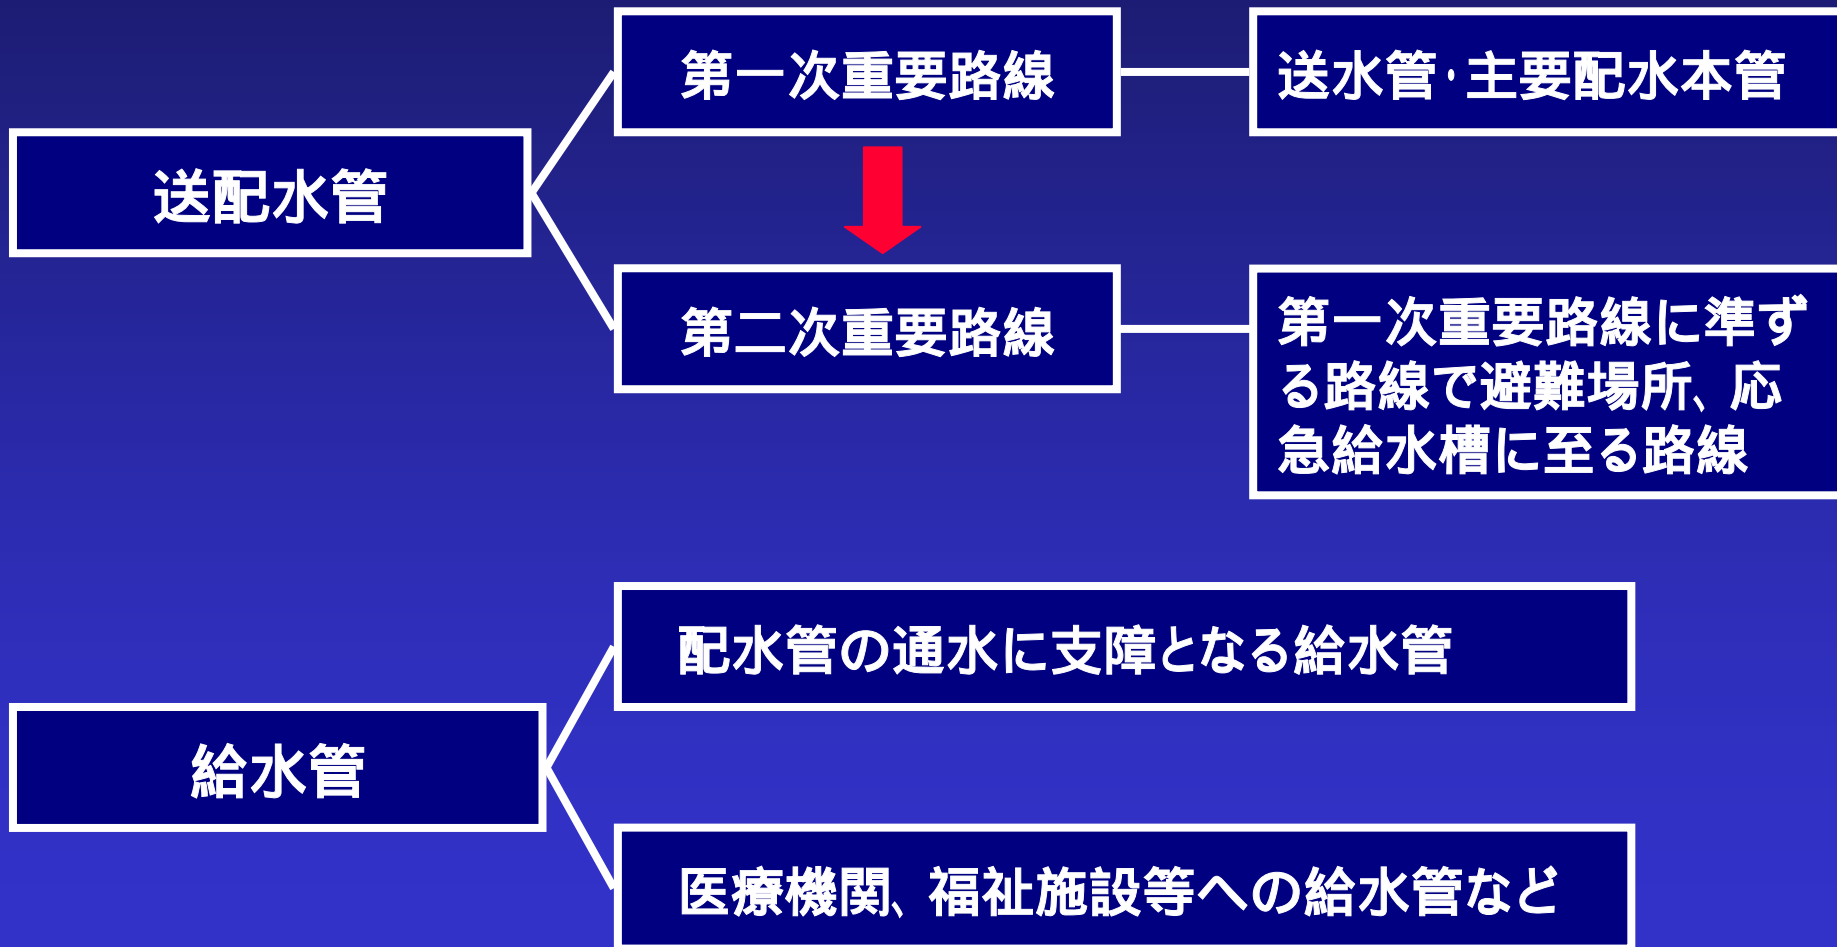 第一次重要路線
送水管・主要配水本管
送配水管
第二次重要路線
第一次重要路線に準ず
る路線で避難場所、応
急給水槽に至る路線
配水管の通水に支障となる給水管
給水管
医療機関、福祉施設等への給水管など